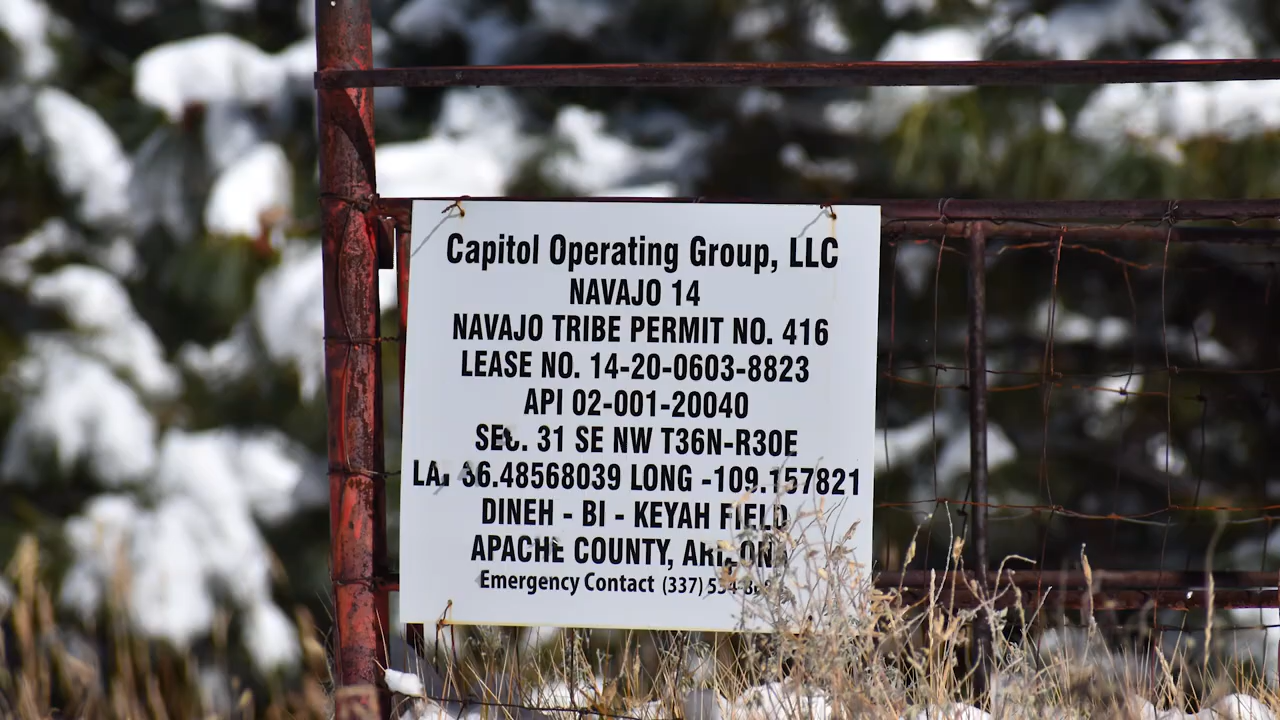 Capitol Operating Group, LLC
NAVAJO 14
NAVAJO TRIBE PERMIT NO. 416
LEASE NO. 14-20-0603-8823
API 02-001-20040
SEC. 31 SE NW T36N-R30E
LAT 36.48568039 LONG -109.157821
DINEH - BI - KEYAH FIELD
APACHE COUNTY, ARIZONA
Emergency Contact (337)